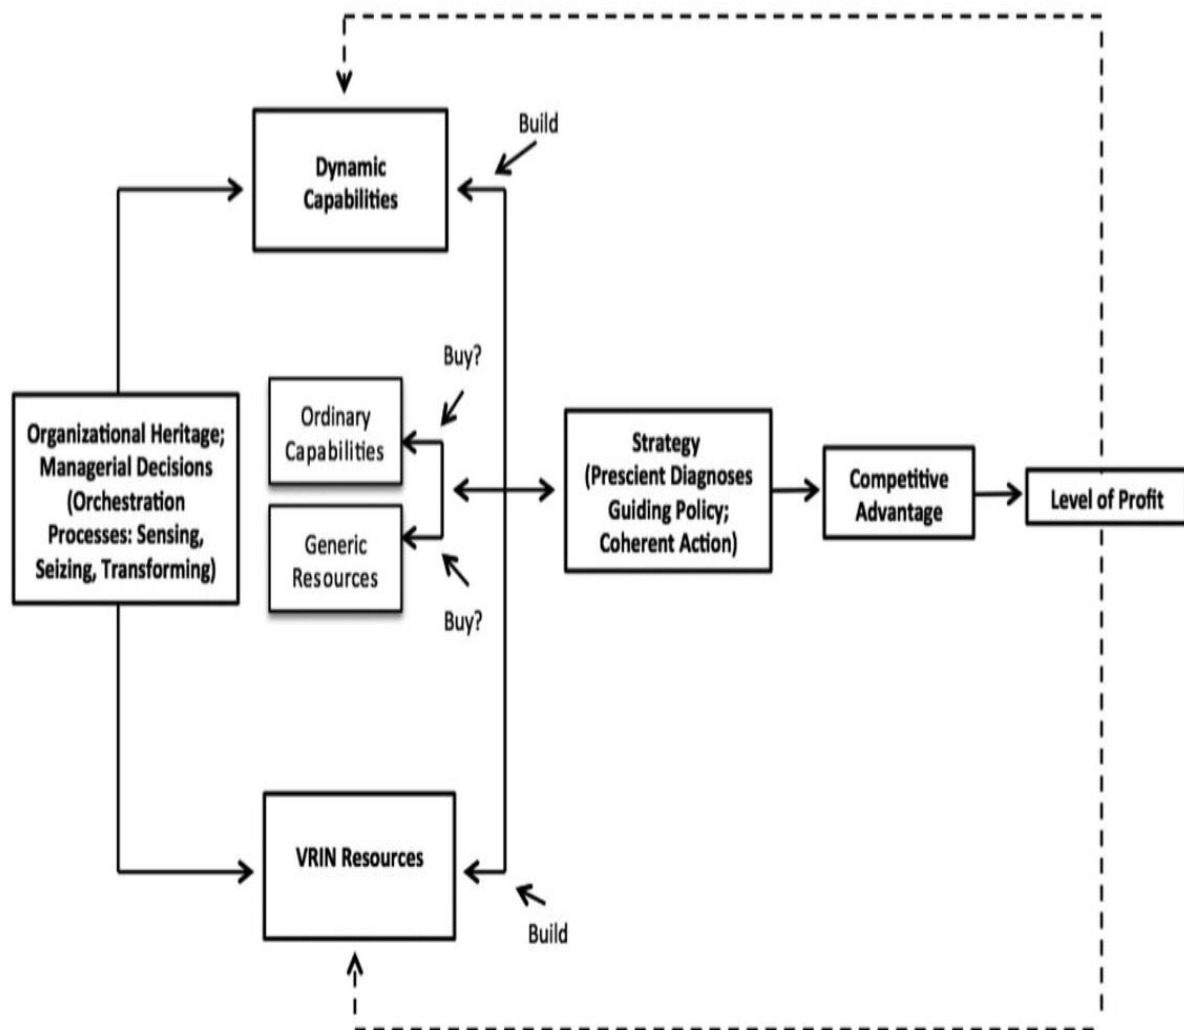 Build
Dynamic
Capabilities
Buy?
Ordinary
Capabilities
Organizational Heritage;
Managerial Decisions
(Orchestration
Processes: Sensing,
Seizing, Transforming)
Generic
Resources
Buy?
Strategy
(Prescient Diagnoses
Guiding Policy;
Coherent Action)
Competitive
Advantage
Level of Profit
VRIN Resources
Build